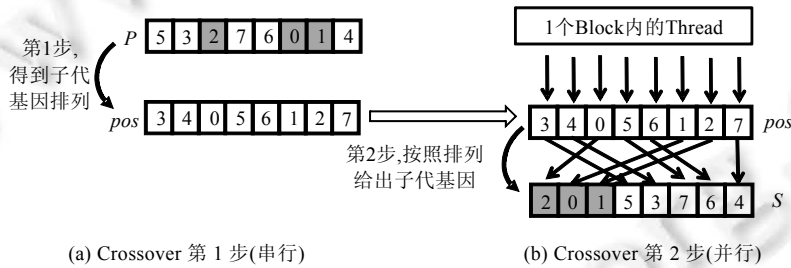 第1步,
得到子代
基因排列
P 5 3 2 7 6 0 1 4
pos 3 4 0 5 6 1 2 7
(a) Crossover 第 1 步(串行)
1个Block内的Thread
3 4 0 5 6 1 2 7 pos
第2步,按照排列
给出子代基因
2 0 1 5 3 7 6 4 S
(b) Crossover 第 2 步(并行)